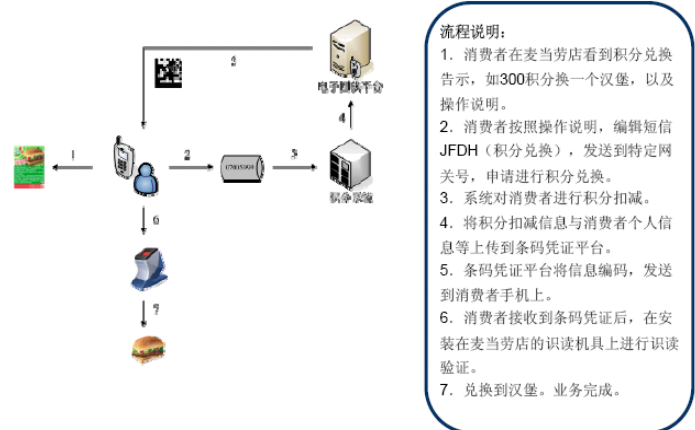 流程说明:
1．消费者在麦当劳店看到积分兑换
告示，如300积分换一个汉堡，以及
操作说明。
2．消费者按照操作说明，编辑短信
JFDH（积分兑换），发送到特定网
关号，申请进行积分兑换。
3．系统对消费者进行积分扣减。
4．将积分扣减信息与消费者个人信
息等上传到条码凭证平台。
5．条码凭证平台将信息编码，发送
到消费者手机上。
6．消费者接收到条码凭证后，在安
装在麦当劳店的识读机具上进行识读
验证。
7．兑换到汉堡。业务完成。
1
2
3
4
6
7